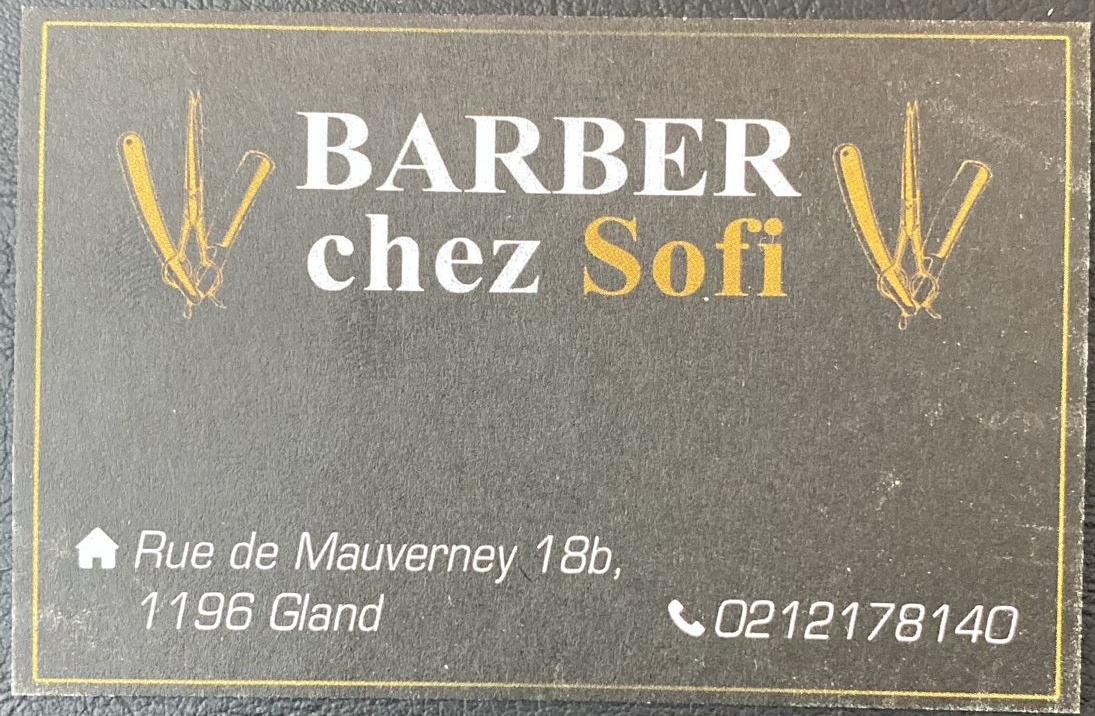 BARBER
chez Sofi
Rue de Mauverney 18b,
1196 Gland
0212178140